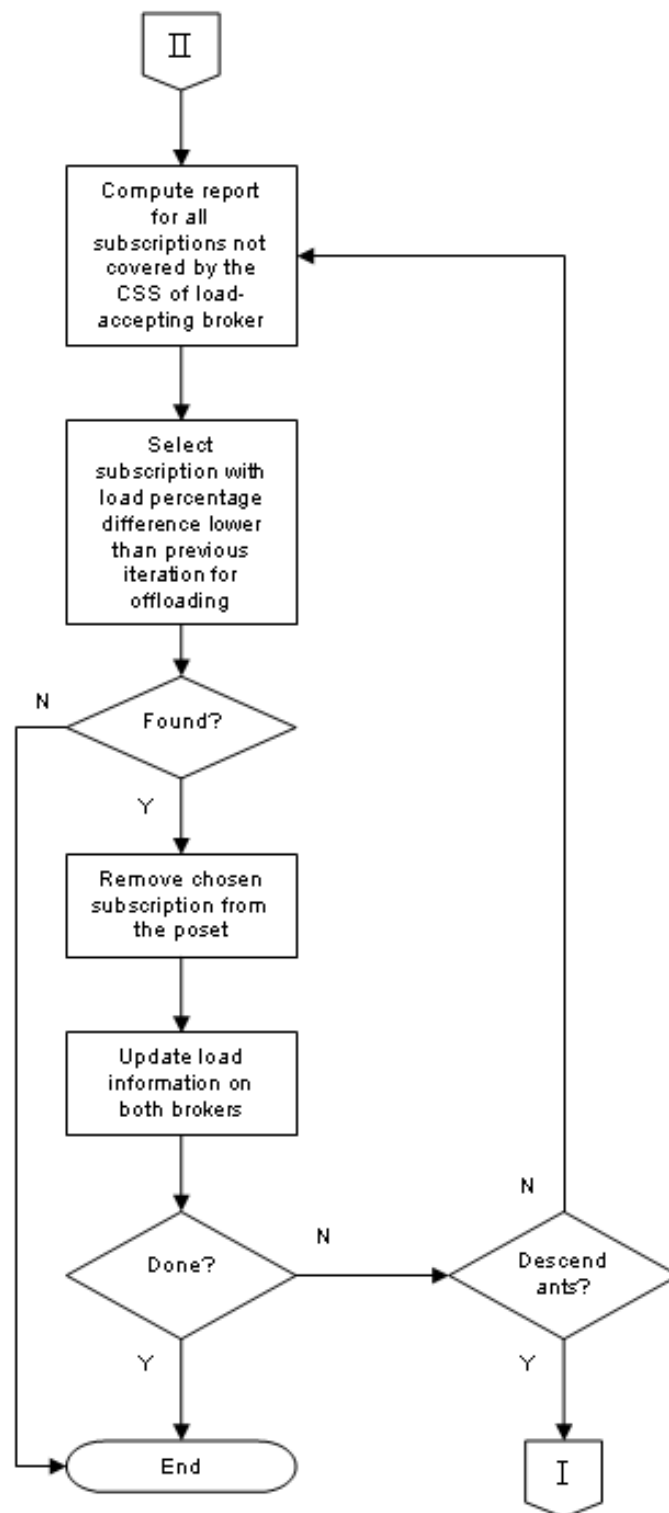 II
Compute report
for all
subscriptions not
covered by the
CSS of load-
accepting broker
Select
subscription with
load percentage
difference lower
than previous
iteration for
offloading
N
Found?
Y
Remove chosen
subscription from
the poset
Update load
information on
both brokers
N
N
Done?
Descend
ants?
Y
Y
End
I